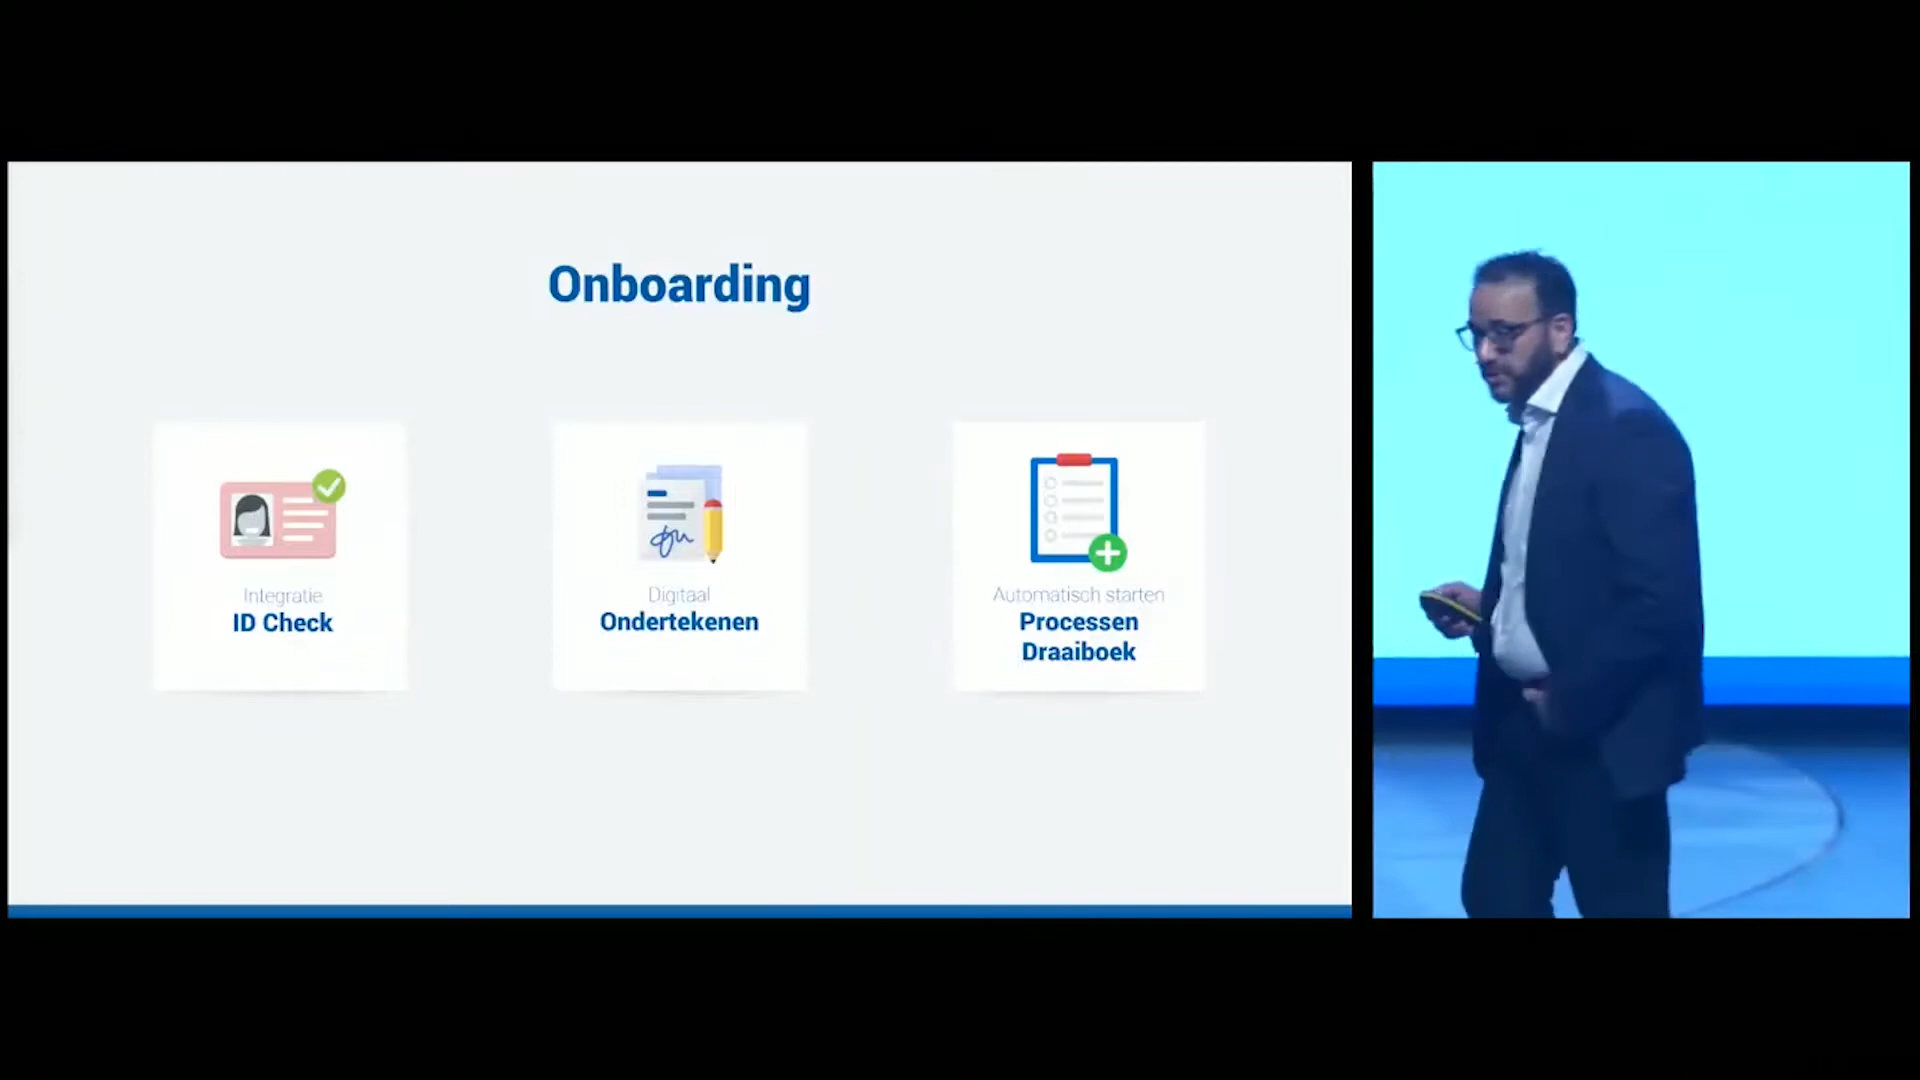 Onboarding
Integratie
ID Check
Digitaal
Ondertekenen
Automatisch starten
Processen
Draaiboek